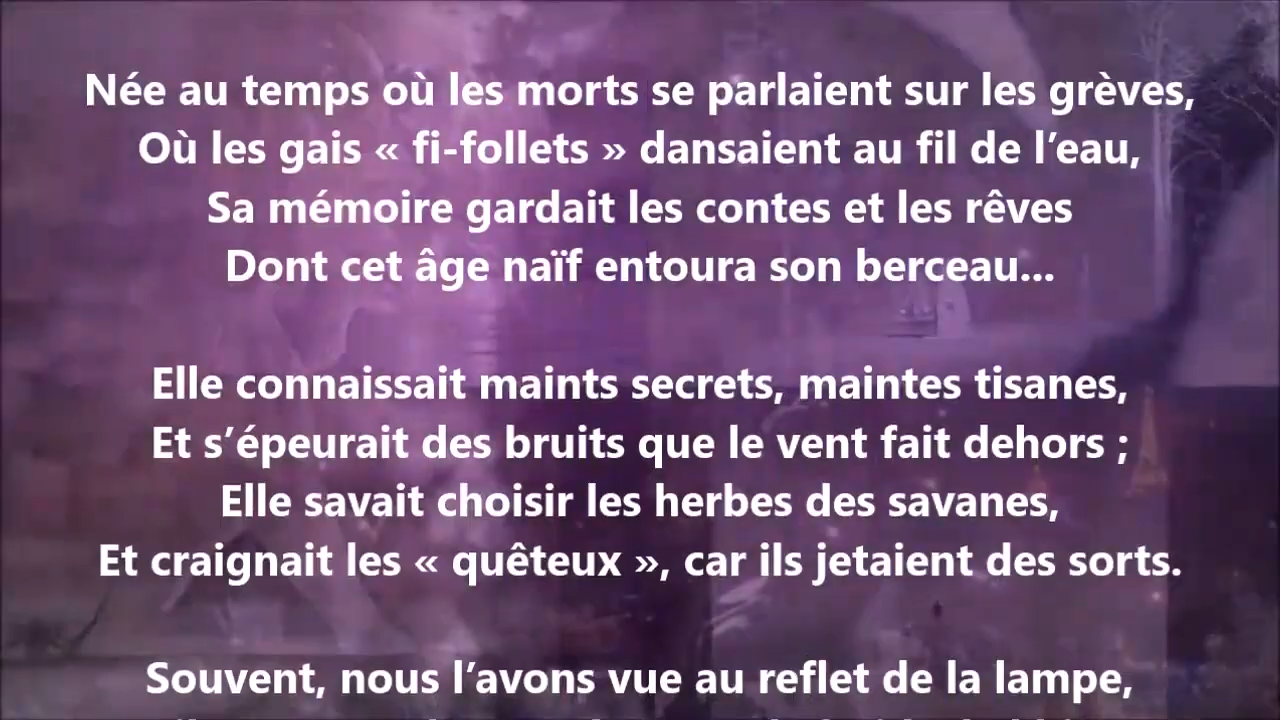 Née au temps où les morts se parlaient sur les grèves,
Où les gais « fi-follets » dansaient au fil de l’eau,
Sa mémoire gardait les contes et les rêves
Dont cet âge naïf entoura son berceau...
Elle connaissait maints secrets, maintes tisanes,
Et s’épeurait des bruits que le vent fait dehors ;
Elle savait choisir les herbes des savanes,
Et craignait les « quêteux », car ils jetaient des sorts.
Souvent, nous l’avons vue au reflet de la lampe,